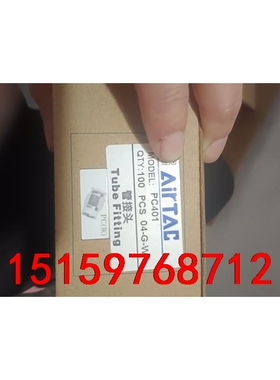 AirTAC
MODEL: PC401
QTY:100 PCS 04-G-W
管接头
Tube Fitting
15159768712